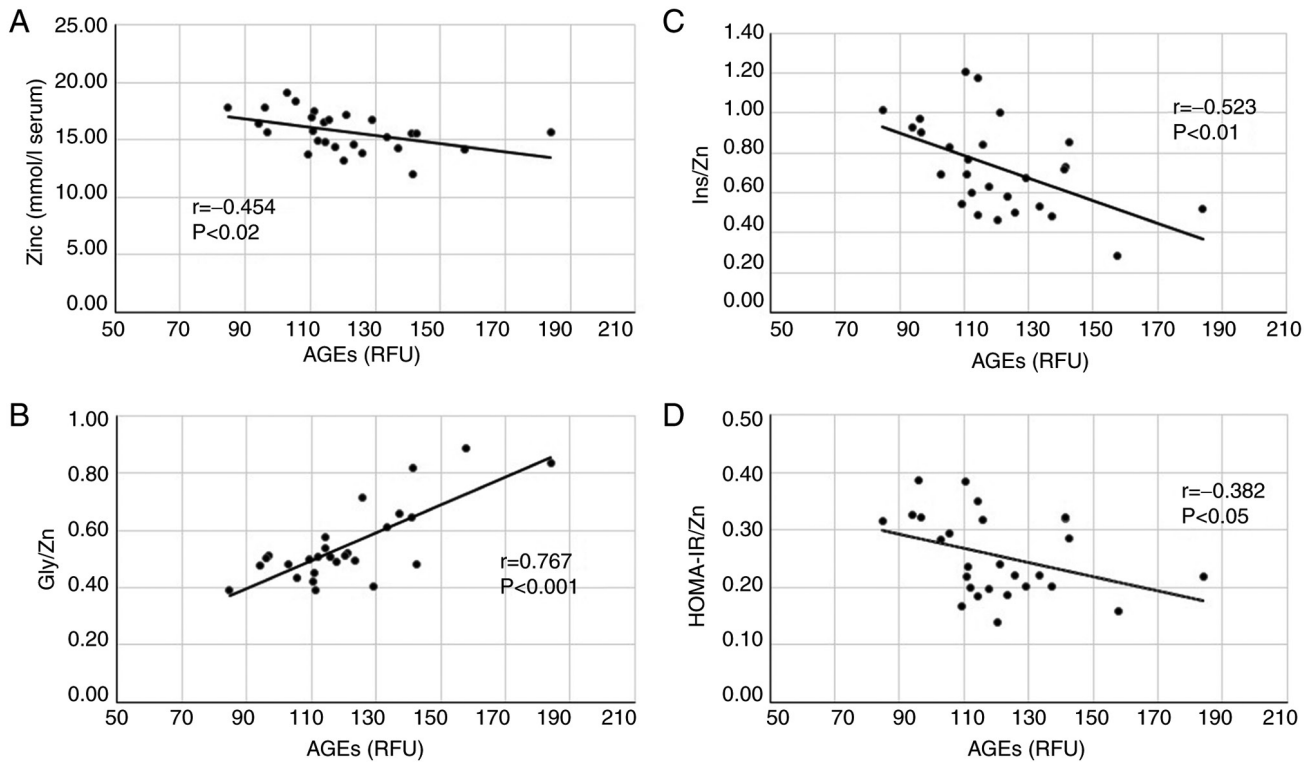 A
25.00
20.00
15.00
10.00
5.00
0.00
Zinc (mmol/l serum)
r=−0.454
P<0.02
50 70 90 110 130 150 170 190 210
AGEs (RFU)
C
1.40
1.20
1.00
0.80
0.60
0.40
0.20
0.00
Ins/Zn
r=−0.523
P<0.01
50 70 90 110 130 150 170 190 210
AGEs (RFU)
B
1.00
0.80
0.60
0.40
0.20
0.00
Gly/Zn
r=0.767
P<0.001
50 70 90 110 130 150 170 190 210
AGEs (RFU)
D
0.50
0.40
0.30
0.20
0.10
0.00
HOMA-IR/Zn
r=−0.382
P<0.05
50 70 90 110 130 150 170 190 210
AGEs (RFU)